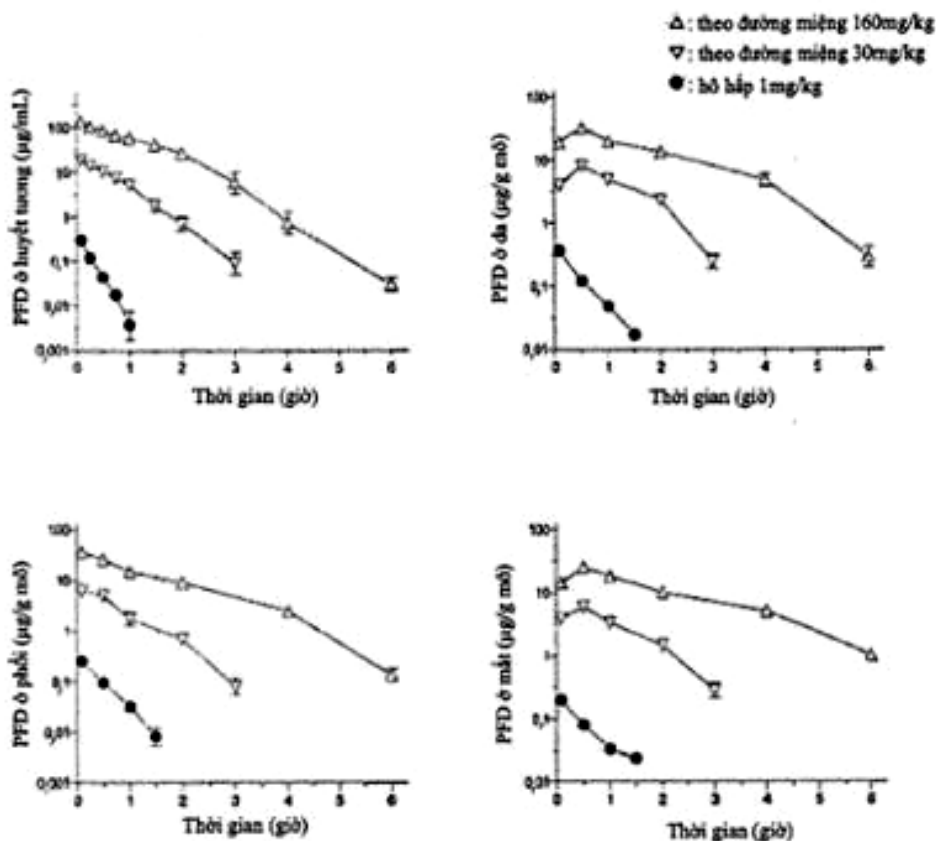 △: theo đường miệng 160mg/kg
▽: theo đường miệng 30mg/kg
●: hô hấp 1mg/kg
PFD ở huyết tương (µg/mL)
100
10
1
0,1
0,01
0,001
0 1 2 3 4 5 6
Thời gian (giờ)
PFD ở da (µg/g mô)
100
10
1
0,1
0,01
0 1 2 3 4 5 6
Thời gian (giờ)
PFD ở phổi (µg/g mô)
100
10
1
0,1
0,01
0,001
0 1 2 3 4 5 6
Thời gian (giờ)
PFD ở mắt (µg/g mô)
100
10
1
0,1
0 1 2 3 4 5 6
Thời gian (giờ)